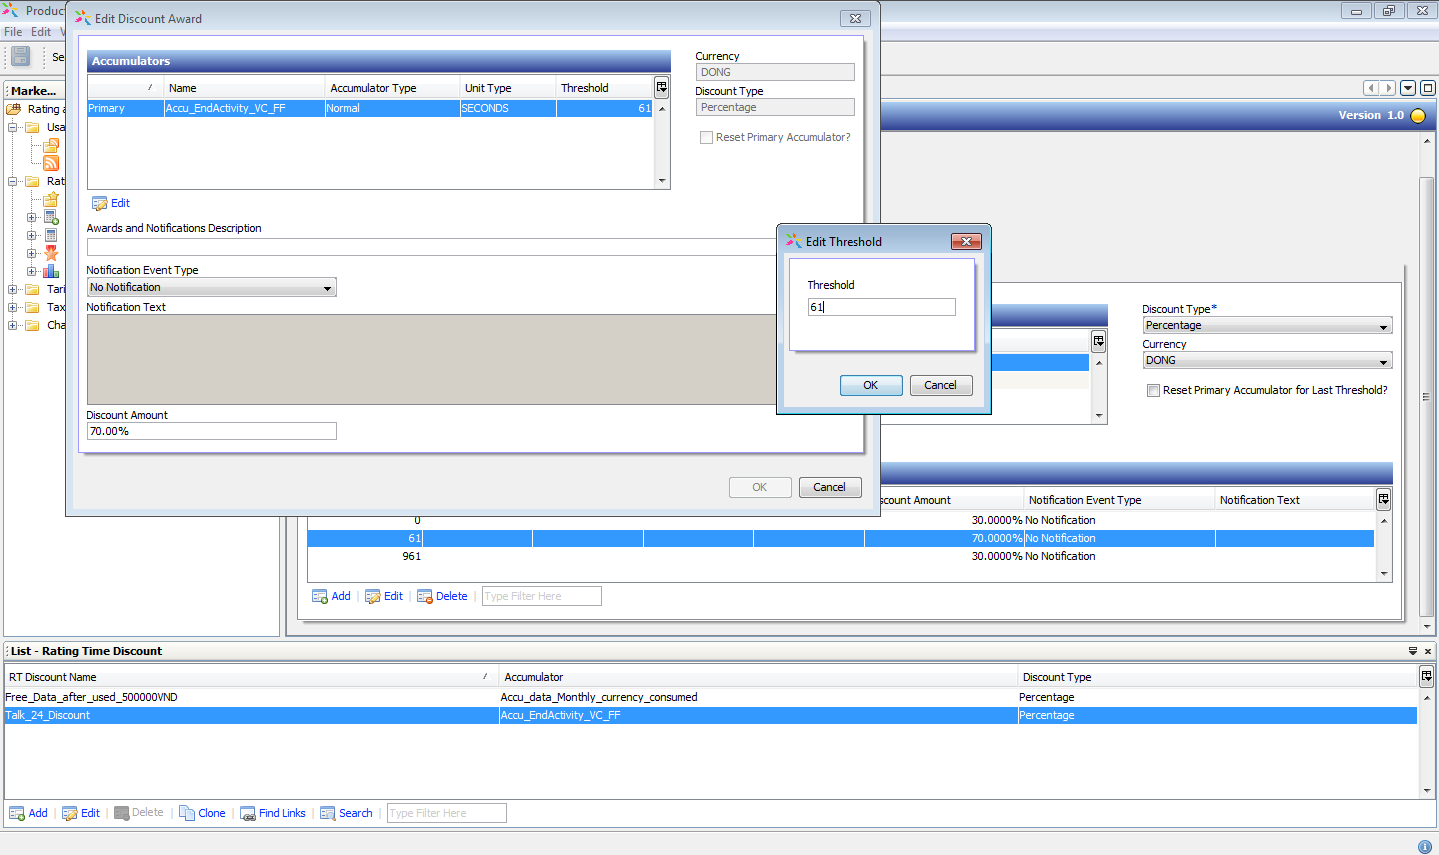 Product
File Edit V
Se
Edit Discount Award
Accumulators
Name Accumulator Type Unit Type Threshold
Primary Accu_EndActivity_VC_FF Normal SECONDS 61
Edit
Currency
DONG
Discount Type
Percentage
Reset Primary Accumulator?
Awards and Notifications Description
Notification Event Type
No Notification
Notification Text
Discount Amount
70.00%
OK Cancel
Edit Threshold
Threshold
61
OK Cancel
Marke...
Rating a
Usa
Rat
Tari
Tax
Cha
Version 1.0
Discount Type*
Percentage
Currency
DONG
Reset Primary Accumulator for Last Threshold?
scount Amount Notification Event Type Notification Text
0 30.0000% No Notification
61 70.0000% No Notification
961 30.0000% No Notification
Add Edit Delete Type Filter Here
List - Rating Time Discount
RT Discount Name Accumulator Discount Type
Free_Data_after_used_500000VND Accu_data_Monthly_currency_consumed Percentage
Talk_24_Discount Accu_EndActivity_VC_FF Percentage
Add Edit Delete Clone Find Links Search Type Filter Here